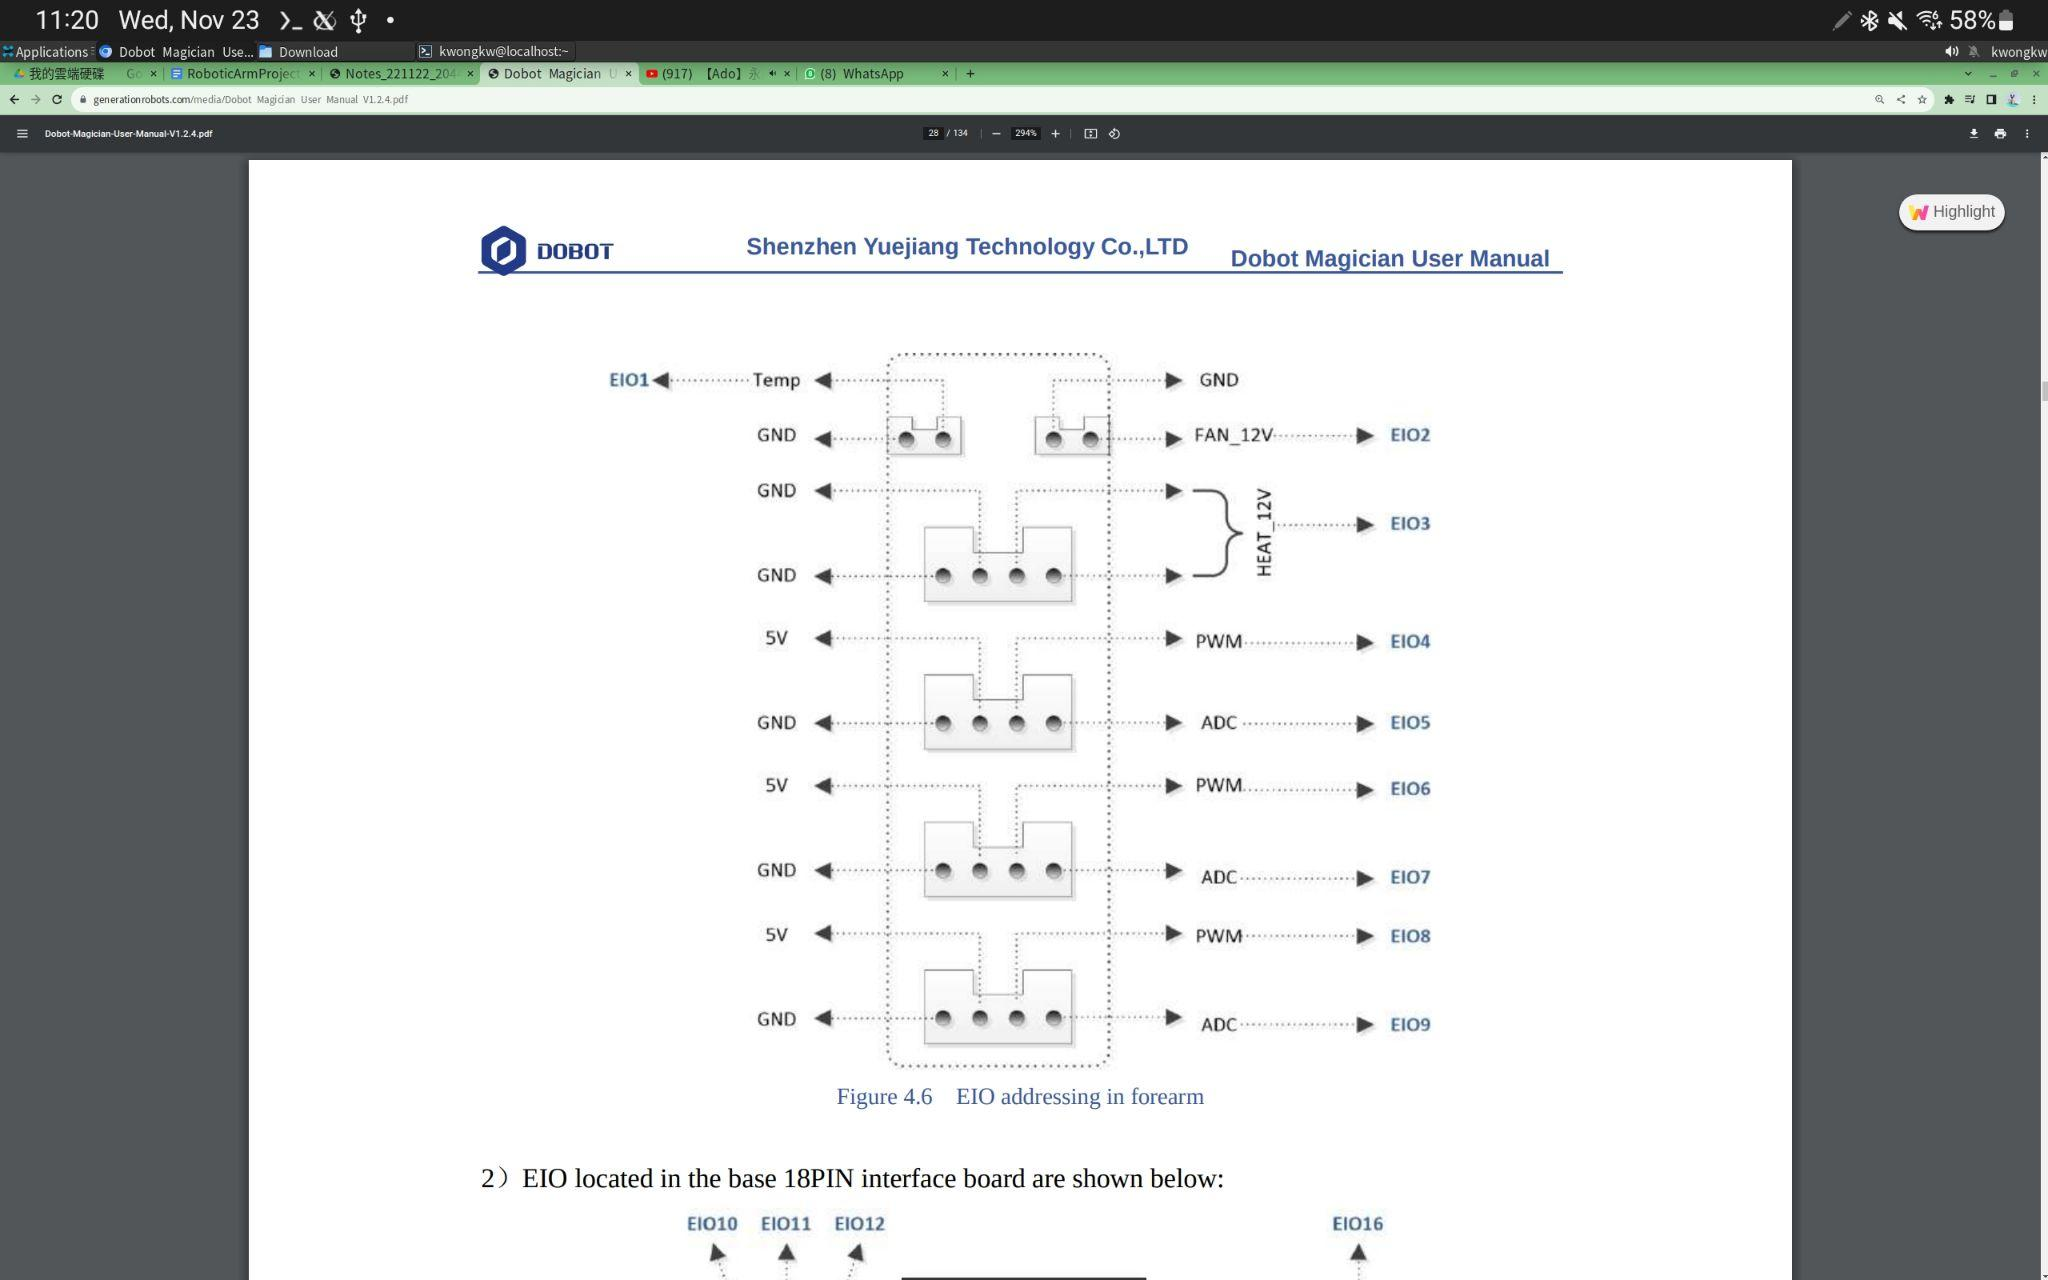 11:20 Wed, Nov 23
58%
Applications Dobot Magician Use... Download kwongkw@localhost:~ kwongkw
我的雲端硬碟 Go RoboticArmProject Notes_221122_204 Dobot Magician U (917) 【Ado】永 (8) WhatsApp
generationrobots.com/media/Dobot Magician User Manual V1.2.4.pdf
Dobot-Magician-User-Manual-V1.2.4.pdf 28 / 134 294%
Highlight
DOBOT Shenzhen Yuejiang Technology Co.,LTD Dobot Magician User Manual
EIO1 Temp GND
GND FAN_12V EIO2
GND
HEAT_12V EIO3
GND
5V PWM EIO4
GND ADC EIO5
5V PWM EIO6
GND ADC EIO7
5V PWM EIO8
GND ADC EIO9
Figure 4.6 EIO addressing in forearm
2）EIO located in the base 18PIN interface board are shown below:
EIO10 EIO11 EIO12 EIO16